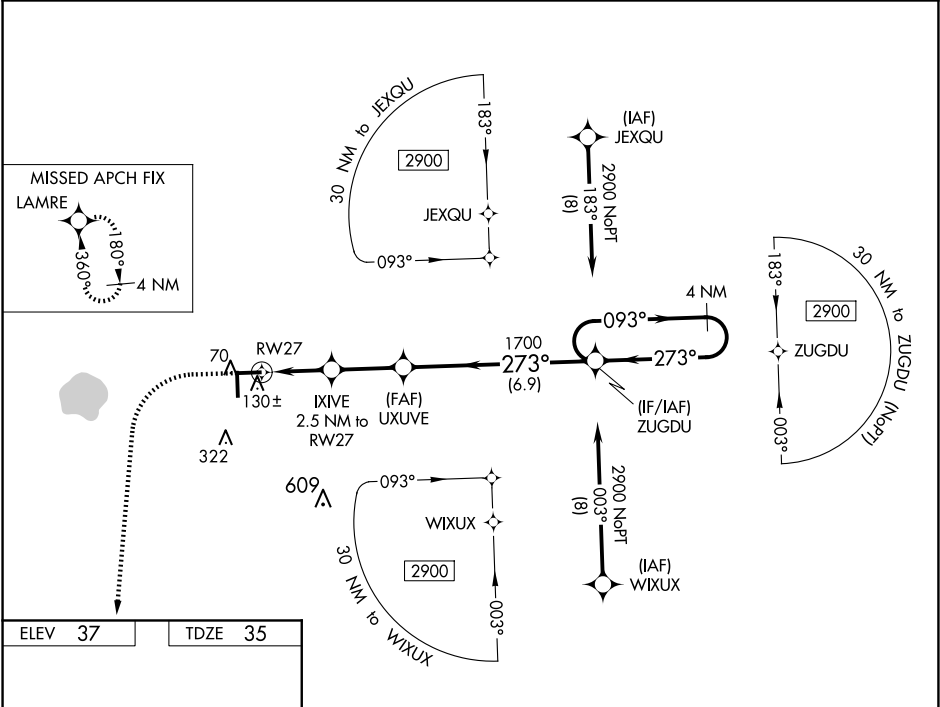 MISSED APCH FIX
LAMRE
180°
360°
4 NM
30 NM to JEXQU
2900
183°
JEXQU
093°
(IAF)
JEXQU
2900 NoPT
183°
(8)
4 NM
093°
273°
183°
30 NM to ZUGDU (NoPT)
2900
ZUGDU
003°
70
RW27
130±
IXIVE
2.5 NM to
RW27
(FAF)
UXUVE
1700
273°
(6.9)
(IF/IAF)
ZUGDU
322
609
093°
WIXUX
2900
003°
30 NM to WIXUX
2900 NoPT
003°
(8)
(IAF)
WIXUX
ELEV 37
TDZE 35